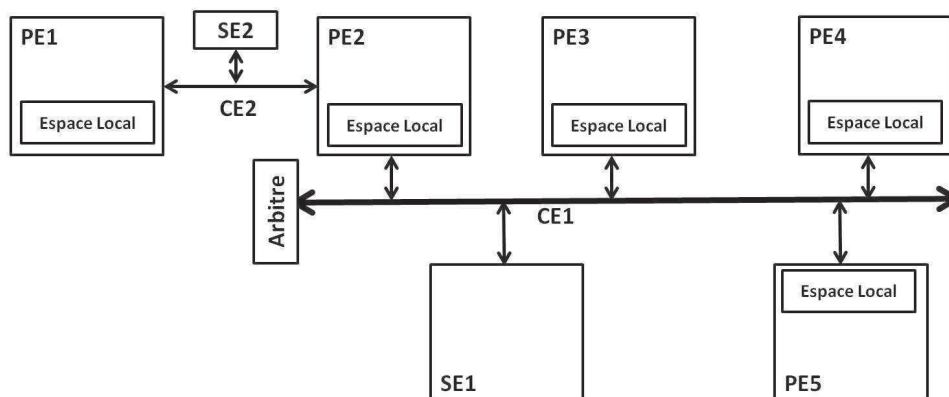 PE1
SE2
PE2
PE3
PE4
CE2
Espace Local
Espace Local
Espace Local
Espace Local
Arbitre
CE1
Espace Local
SE1
PE5